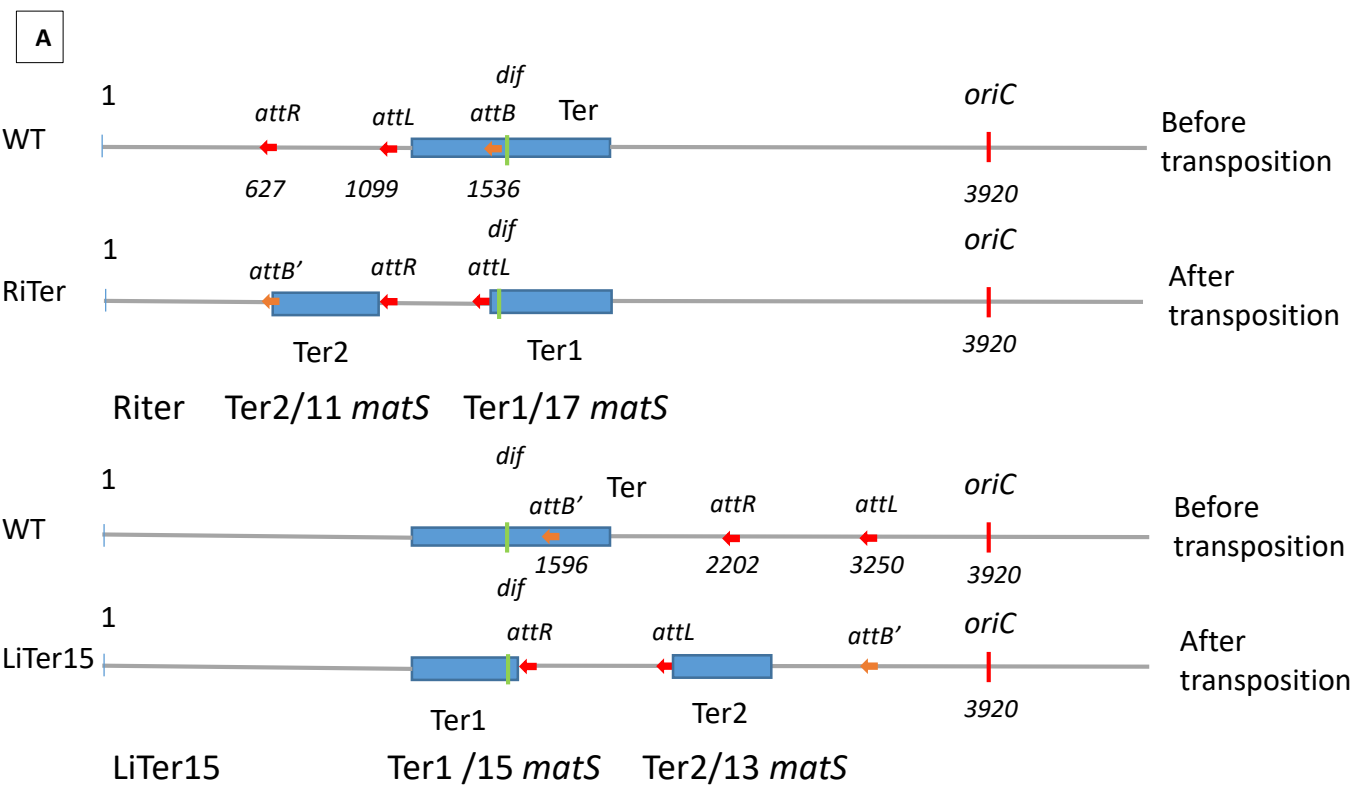 A
dif
1 attR attL attB Ter oriC
WT Before
transposition
627 1099 1536 3920
dif oriC
1
attB’ attR attL
RiTer After
transposition
Ter2 Ter1 3920
Riter Ter2/11 matS Ter1/17 matS
dif
1 Ter oriC
attB’ attR attL
WT Before
transposition
1596 2202 3250 3920
dif
1 attR attL attB’ oriC
LiTer15 After
transposition
Ter1 Ter2 3920
LiTer15 Ter1 /15 matS Ter2/13 matS